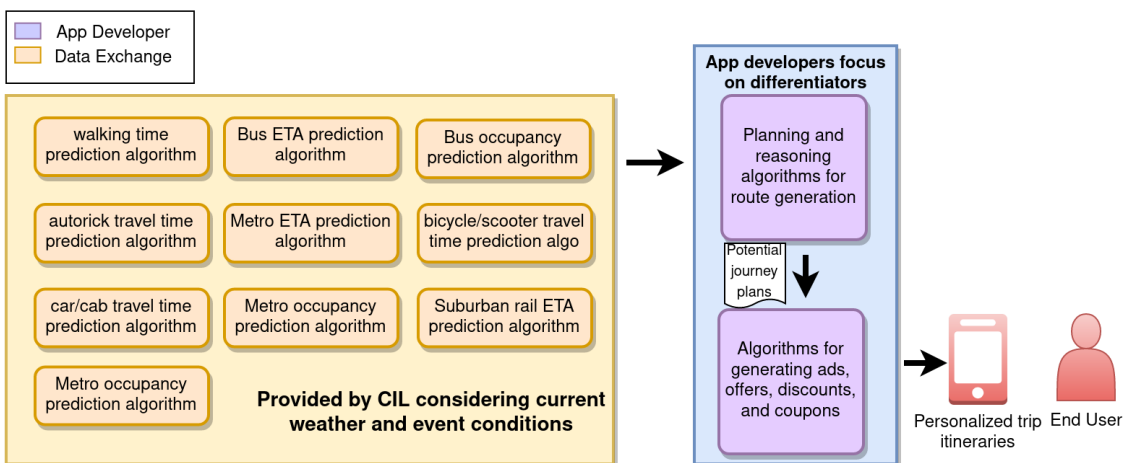 App Developer
Data Exchange
walking time
prediction algorithm
Bus ETA prediction
algorithm
Bus occupancy
prediction algorithm
autorick travel time
prediction algorithm
Metro ETA prediction
algorithm
bicycle/scooter travel
time prediction algo
car/cab travel time
prediction algorithm
Metro occupancy
prediction algorithm
Suburban rail ETA
prediction algorithm
Metro occupancy
prediction algorithm
Provided by CIL considering current
weather and event conditions
App developers focus
on differentiators
Planning and
reasoning
algorithms for
route generation
Potential
journey
plans
Algorithms for
generating ads,
offers, discounts,
and coupons
Personalized trip
itineraries
End User